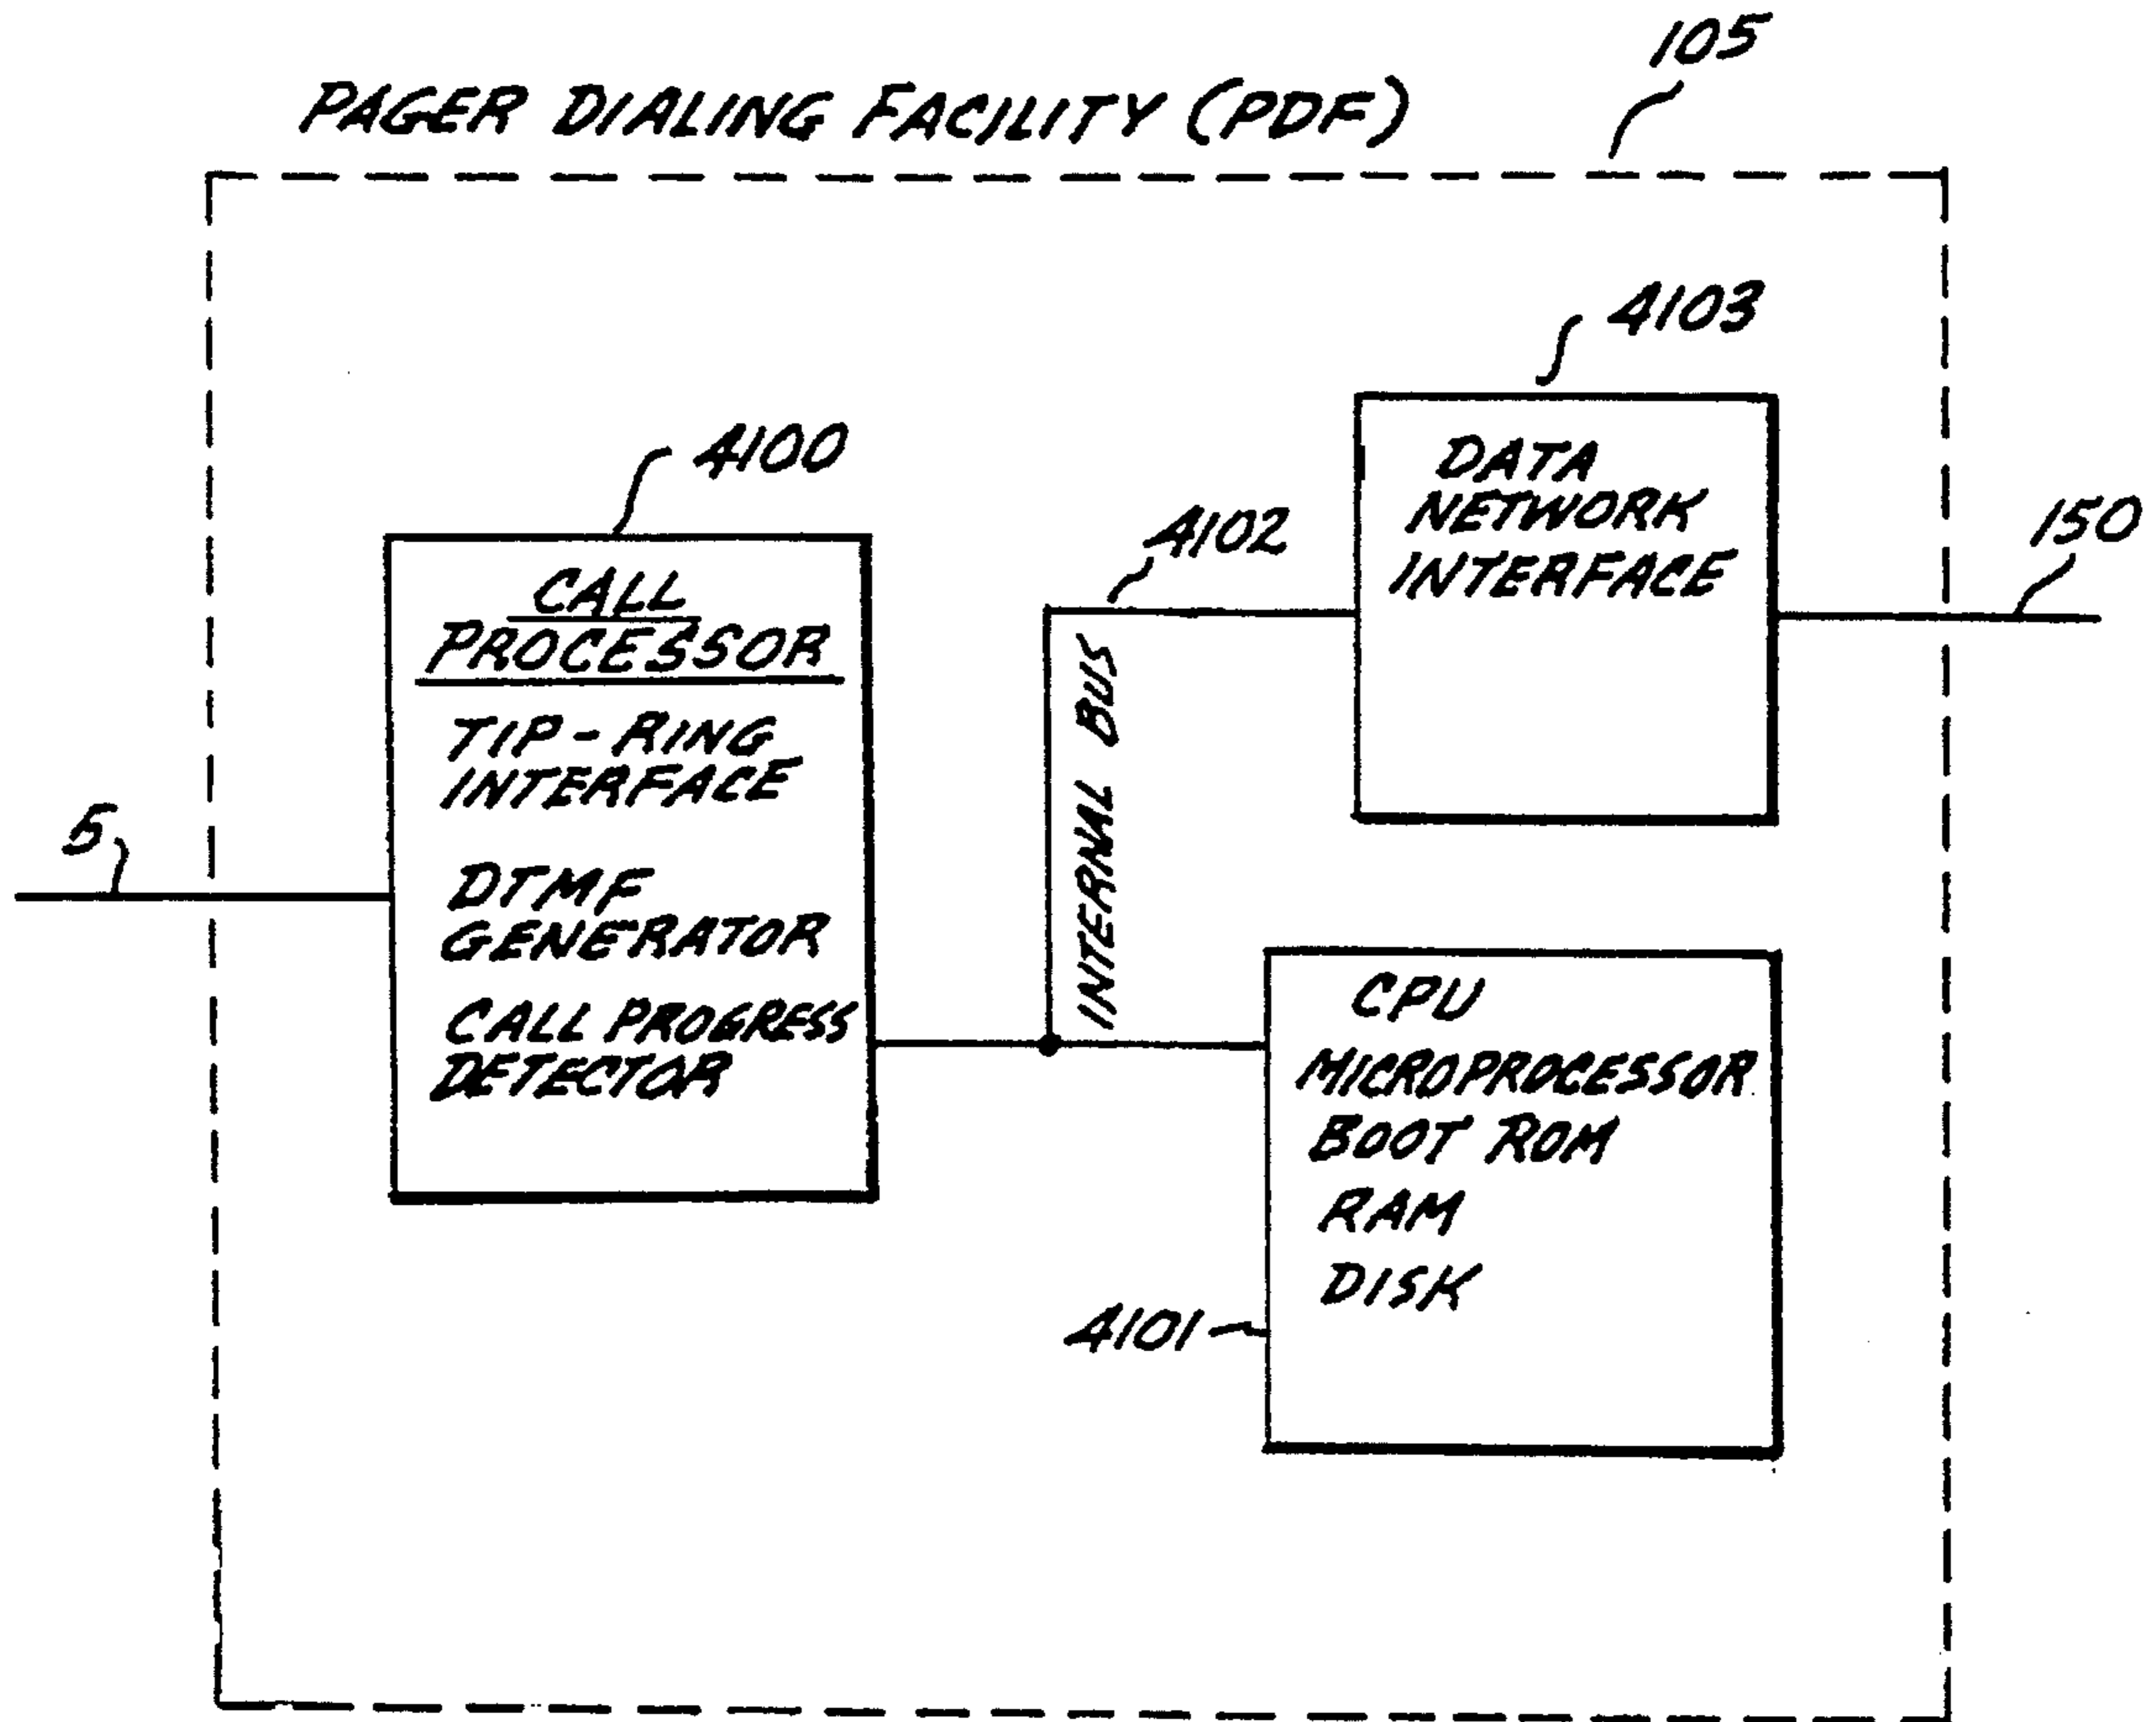 105
PAGER DIALING FACILITY (PDF)
4103
4100
DATA
NETWORK
INTERFACE
4102
150
CALL
PROCESSOR
TIP-RING
INTERFACE
DTMF
GENERATOR
CALL PROGRESS
DETECTOR
5
INTERNAL BUS
CPU
MICROPROCESSOR
BOOT ROM
RAM
DISK
4101